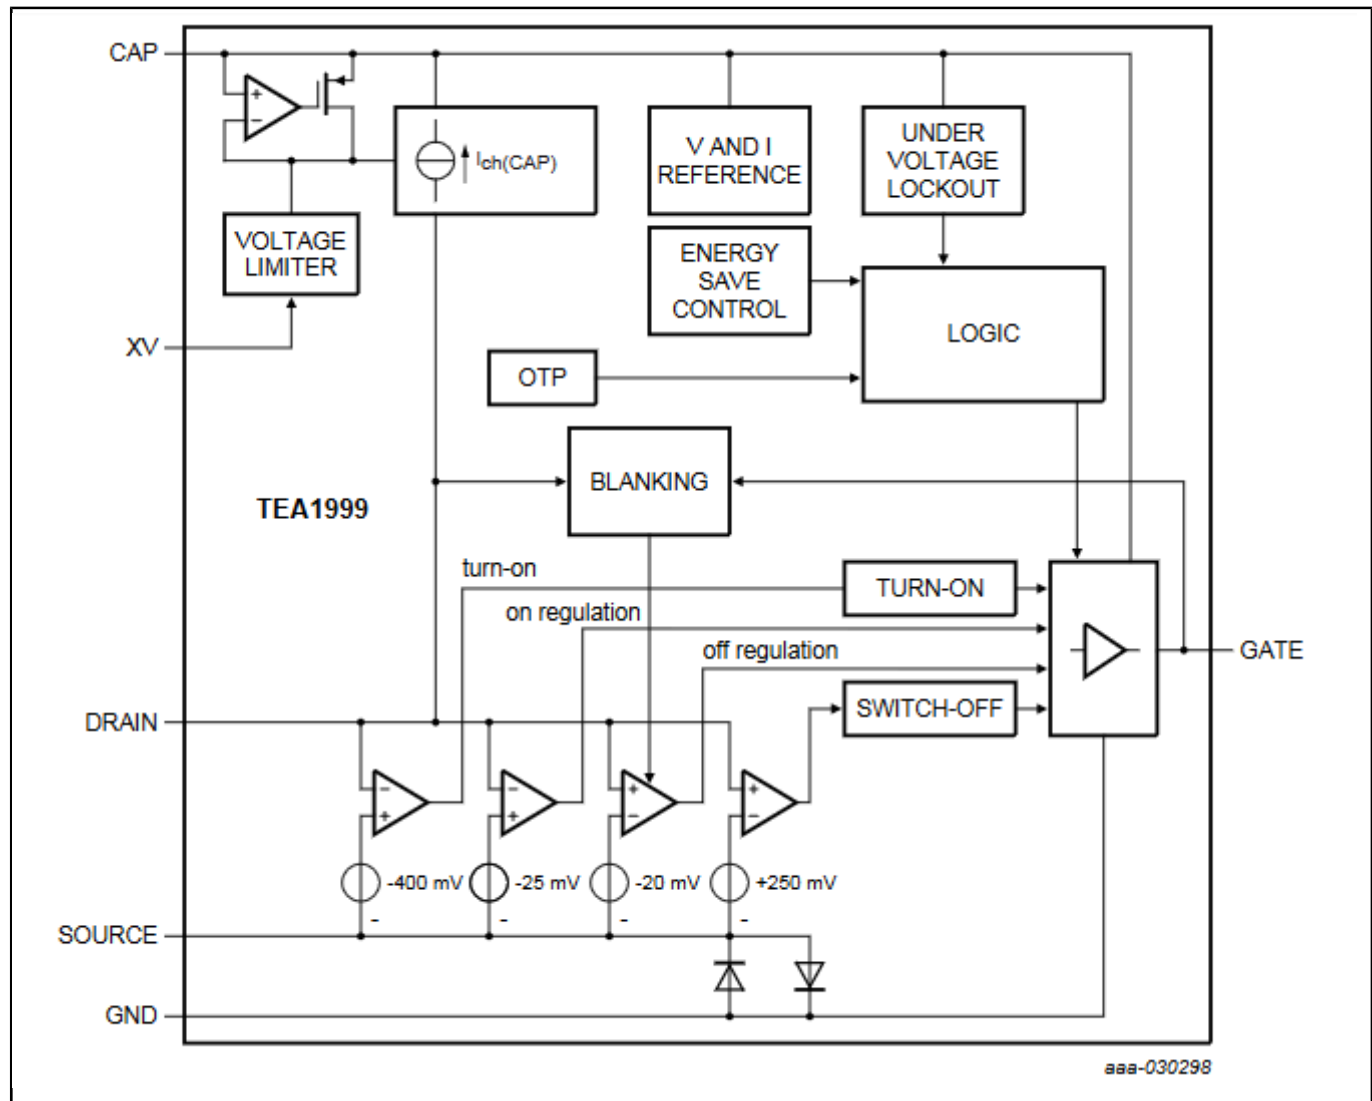 CAP
+
−
Ich(CAP)
V AND I
REFERENCE
UNDER
VOLTAGE
LOCKOUT
VOLTAGE
LIMITER
ENERGY
SAVE
CONTROL
LOGIC
XV
OTP
BLANKING
TEA1999
turn-on
TURN-ON
on regulation
off regulation
GATE
SWITCH-OFF
DRAIN
− − + +
+ + − −
-400 mV -25 mV -20 mV +250 mV
- - - -
SOURCE
GND
aaa-030298